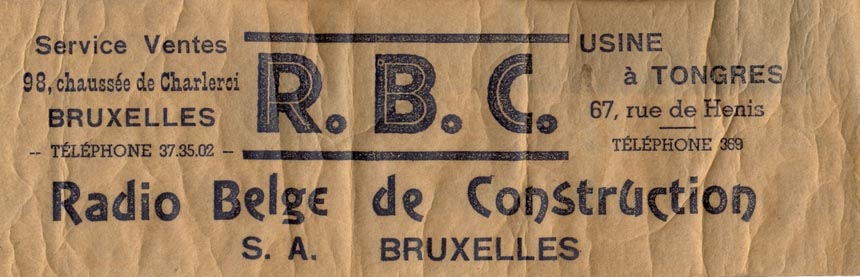 Service Ventes
98, chaussée de Charleroi
BRUXELLES
-- TÉLÉPHONE 37.35.02 --
R. B. C.
USINE
à TONGRES
67, rue de Henis
TÉLÉPHONE 369
Radio Belge de Construction
S. A. BRUXELLES